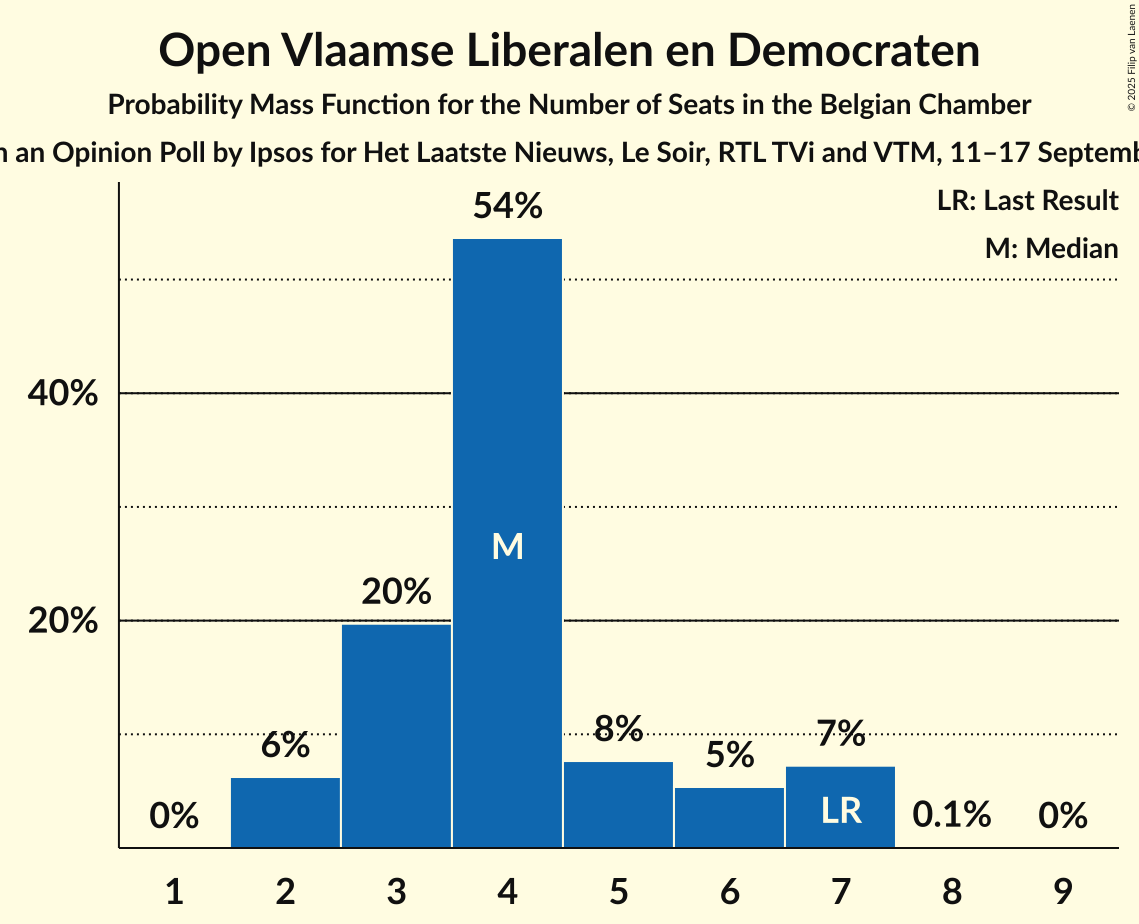 Open Vlaamse Liberalen en Democraten
Probability Mass Function for the Number of Seats in the Belgian Chamber
an Opinion Poll by Ipsos for Het Laatste Nieuws, Le Soir, RTL TVi and VTM, 11–17 Septemb
© 2025 Filip van Laenen
LR: Last Result
M: Median
54%
40%
M
20%
20%
6%
8%
5%
7%
LR
0%
0.1%
0%
1 2 3 4 5 6 7 8 9